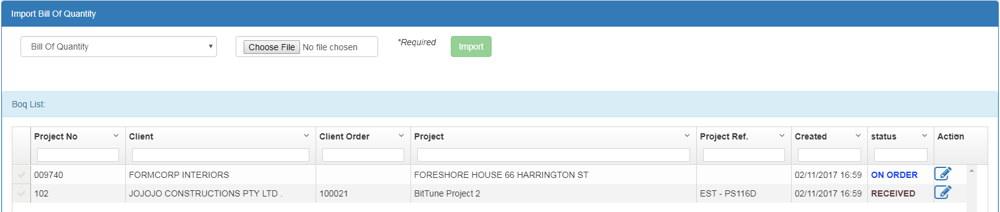 Import Bill Of Quantity
Bill Of Quantity Choose File No file chosen *Required Import
Boq List:
Project No Client Client Order Project Project Ref. Created status Action
009740 FORMCORP INTERIORS FORESHORE HOUSE 66 HARRINGTON ST 02/11/2017 16:59 ON ORDER
102 JOJOJO CONSTRUCTIONS PTY LTD . 100021 BitTune Project 2 EST - PS116D 02/11/2017 16:59 RECEIVED